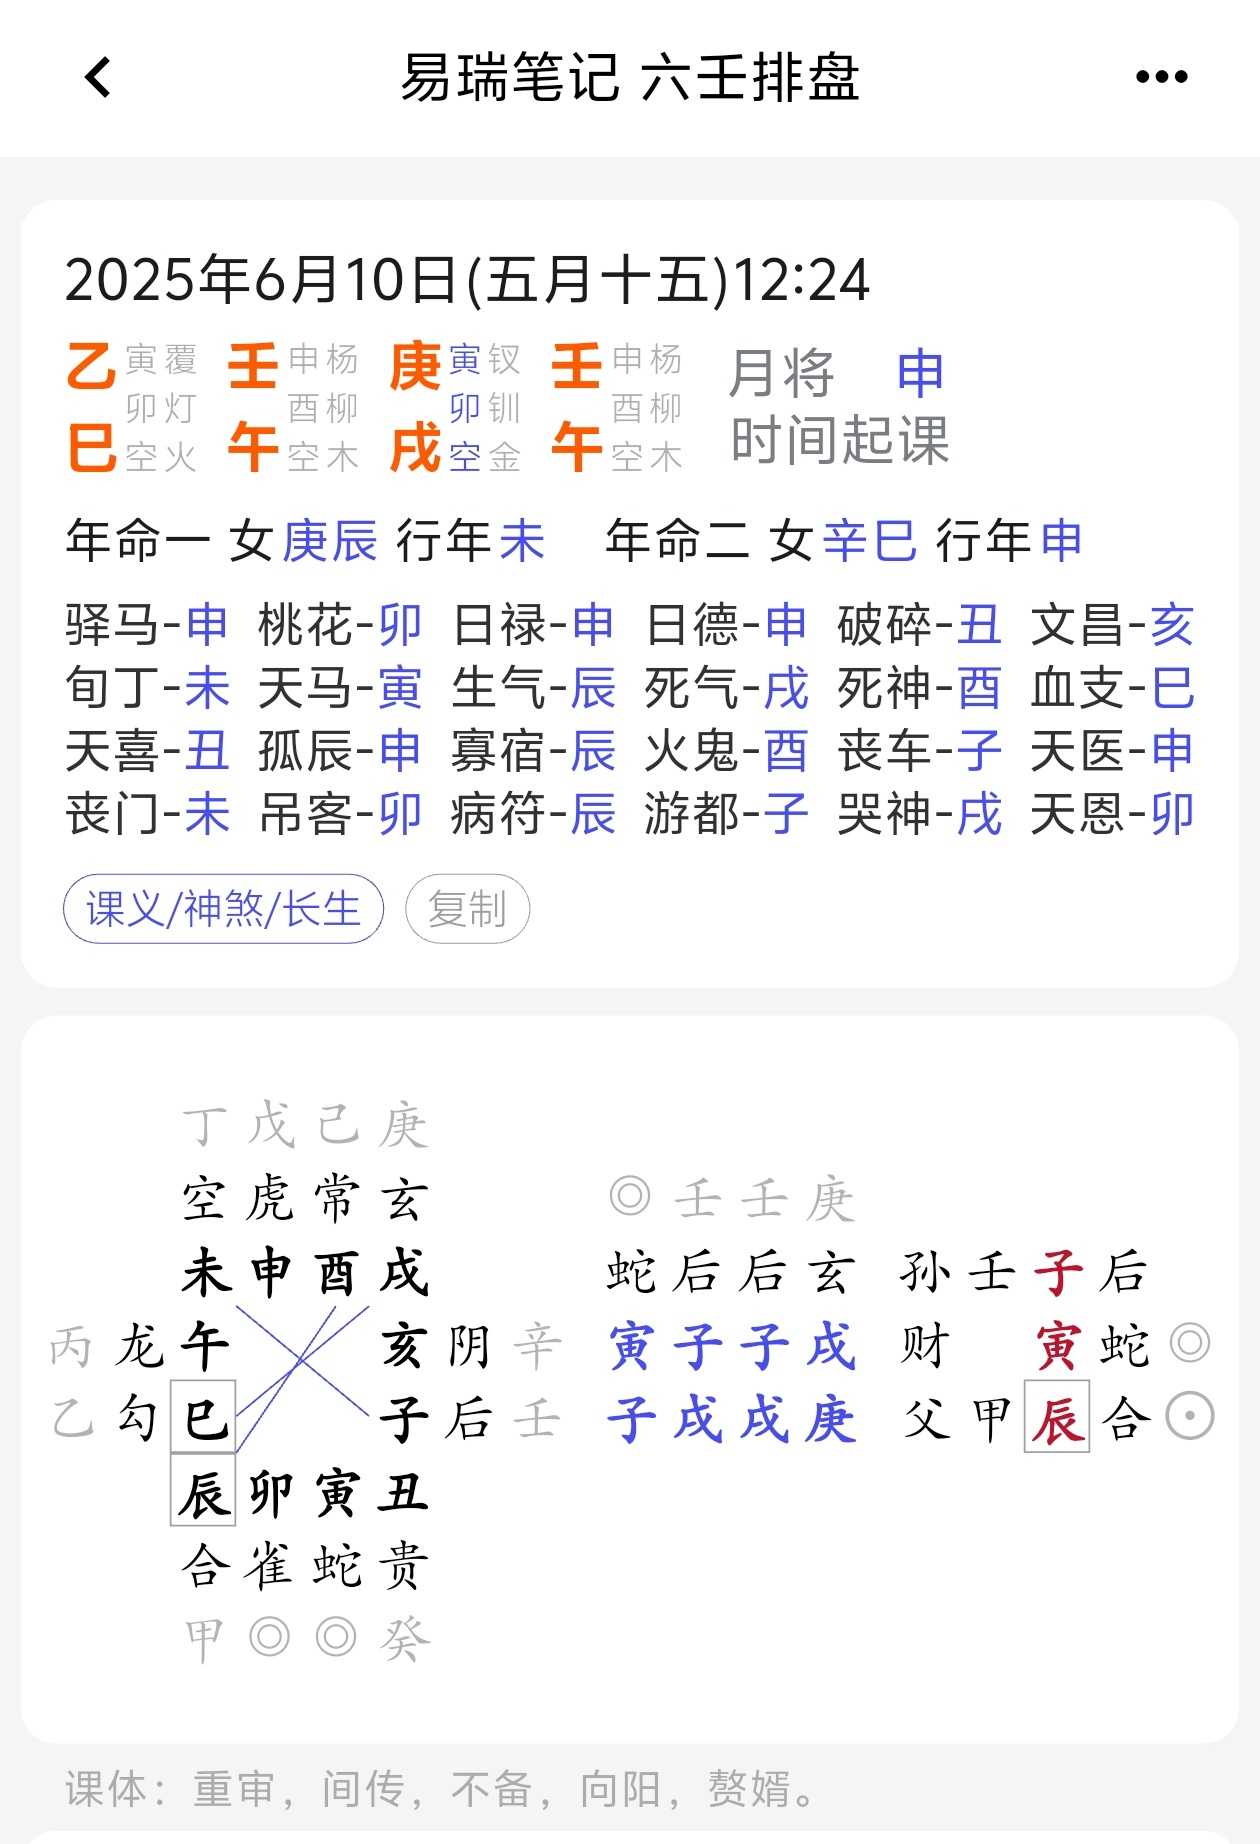 易瑞笔记 六壬排盘
2025年6月10日(五月十五)12:24
乙 寅覆 壬 申杨 庚 寅钗 壬 申杨 月将 申
卯灯 酉柳 卯钏 酉柳
巳 空火 午 空木 戌 空金 午 空木 时间起课
年命一 女庚辰 行年未 年命二 女辛巳 行年申
驿马-申 桃花-卯 日禄-申 日德-申 破碎-丑 文昌-亥
旬丁-未 天马-寅 生气-辰 死气-戌 死神-酉 血支-巳
天喜-丑 孤辰-申 寡宿-辰 火鬼-酉 丧车-子 天医-申
丧门-未 吊客-卯 病符-辰 游都-子 哭神-戌 天恩-卯
课义/神煞/长生 复制
丁 戊 己 庚
空 虎 常 玄 ◎ 壬 壬 庚
未 申 酉 戌 蛇 后 后 玄 孙 壬 子 后
丙 龙 午 亥 阴 辛 寅 子 子 戌 财 寅 蛇 ◎
乙 勾 巳 子 后 壬 子 戌 戌 庚 父 甲 辰 合 ⊙
辰 卯 寅 丑
合 雀 蛇 贵
甲 ◎ ◎ 癸
课体：重审，间传，不备，向阳，赘婿。